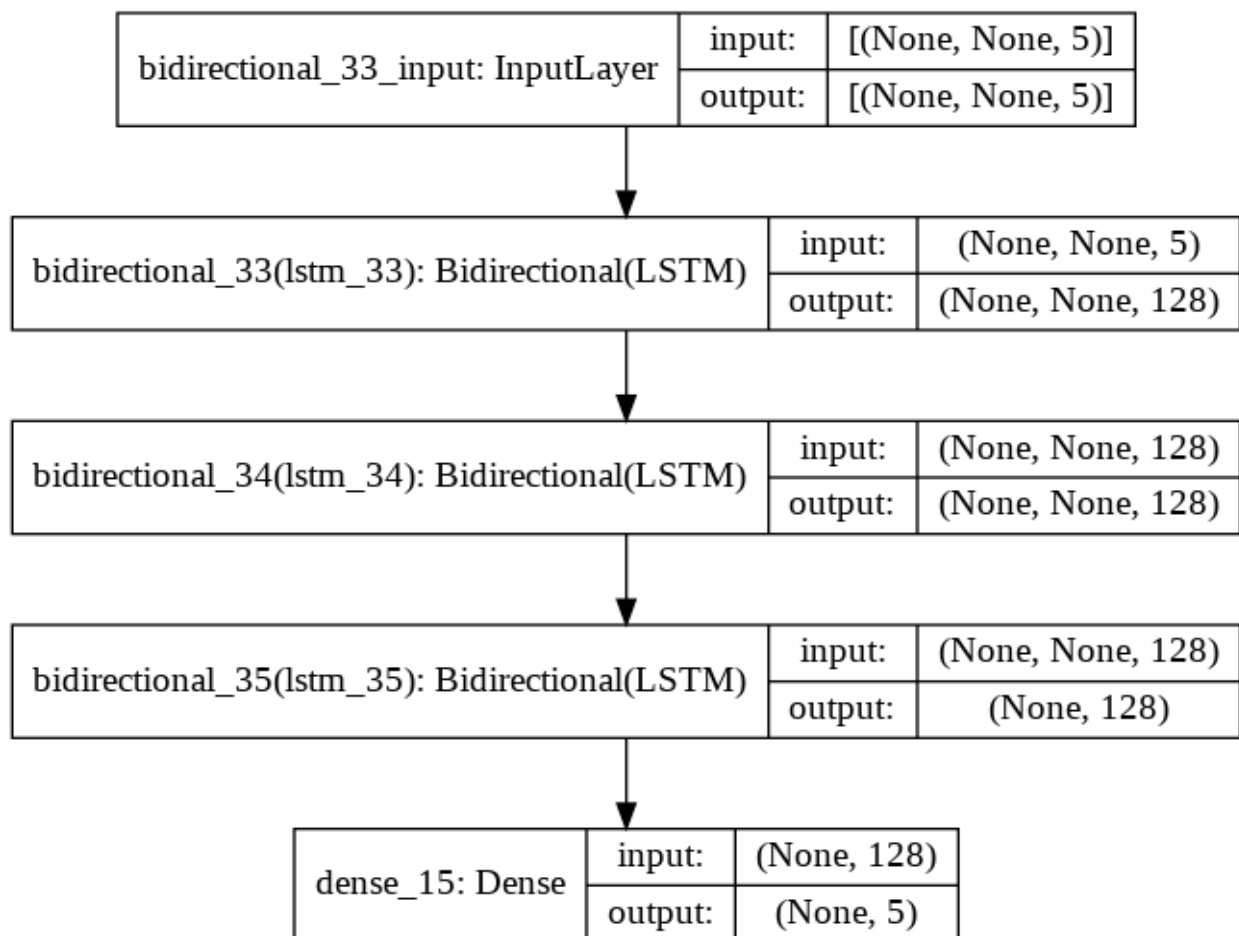 bidirectional_33_input: InputLayer
input: [(None, None, 5)]
output: [(None, None, 5)]
bidirectional_33(lstm_33): Bidirectional(LSTM)
input: (None, None, 5)
output: (None, None, 128)
bidirectional_34(lstm_34): Bidirectional(LSTM)
input: (None, None, 128)
output: (None, None, 128)
bidirectional_35(lstm_35): Bidirectional(LSTM)
input: (None, None, 128)
output: (None, 128)
dense_15: Dense
input: (None, 128)
output: (None, 5)